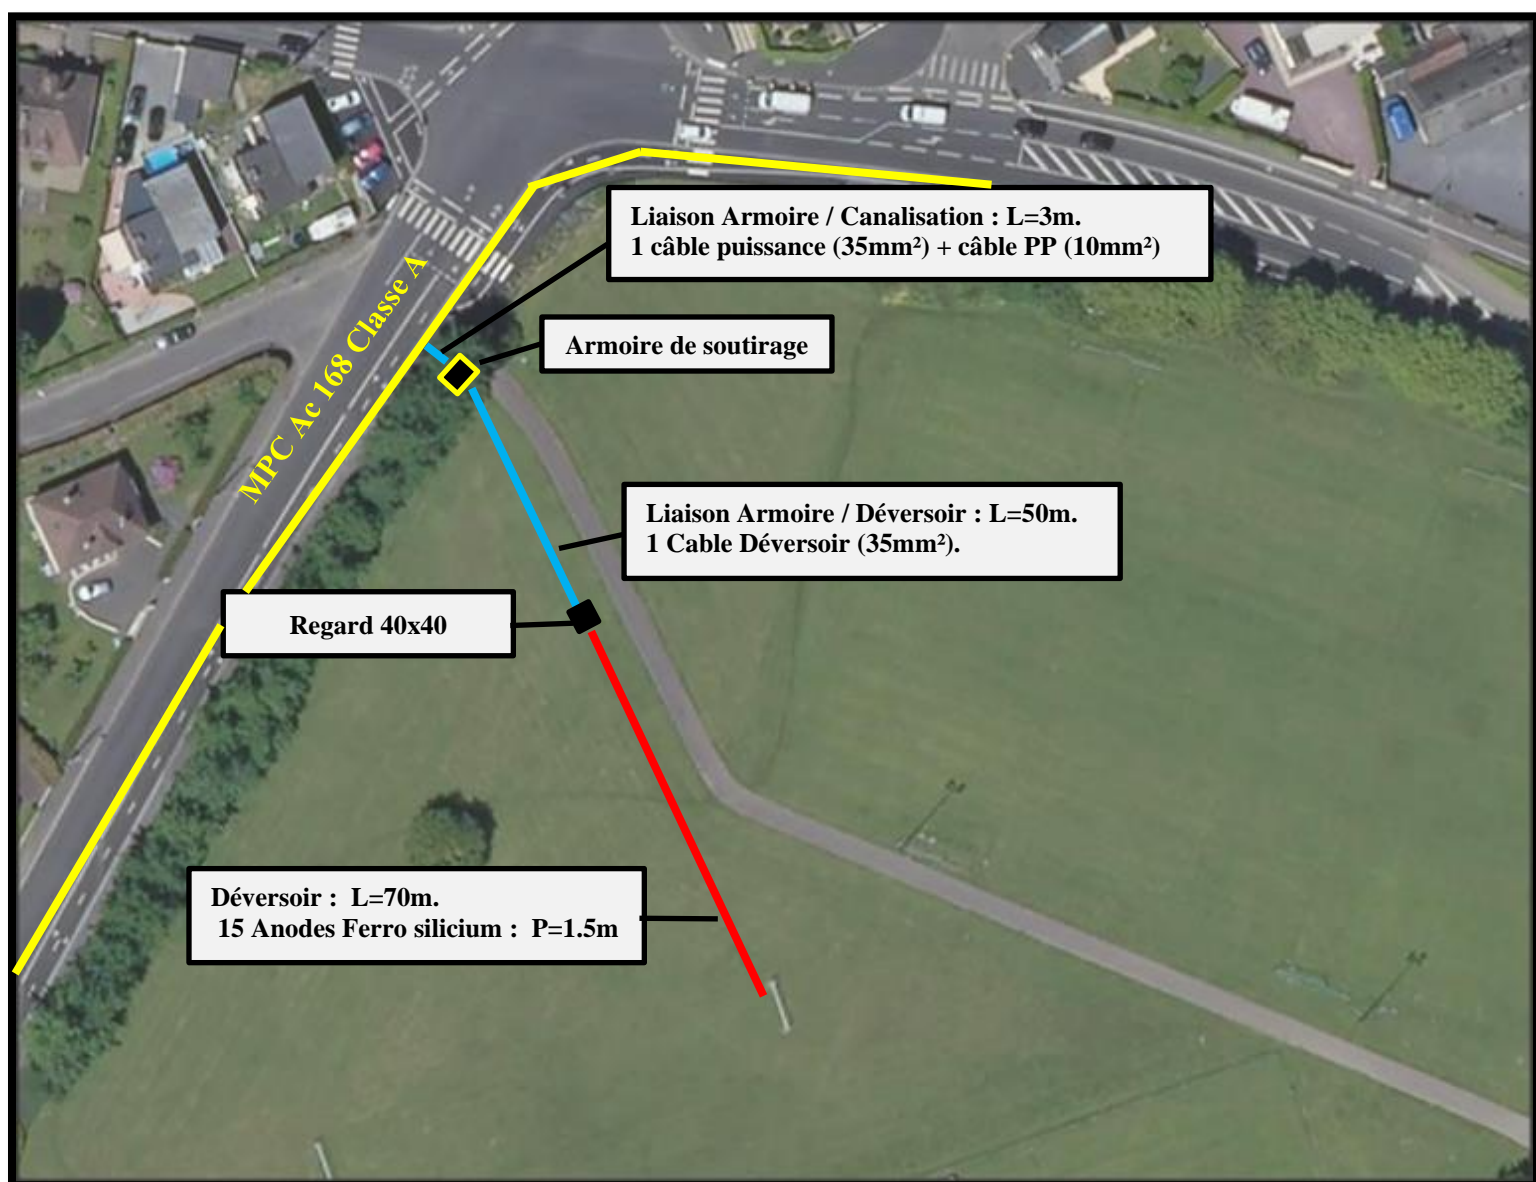 Liaison Armoire / Canalisation : L=3m.
1 câble puissance (35mm²) + câble PP (10mm²)
MPC Ac 168 Classe A
Armoire de soutirage
Liaison Armoire / Déversoir : L=50m.
1 Cable Déversoir (35mm²).
Regard 40x40
Déversoir : L=70m.
15 Anodes Ferro silicium : P=1.5m